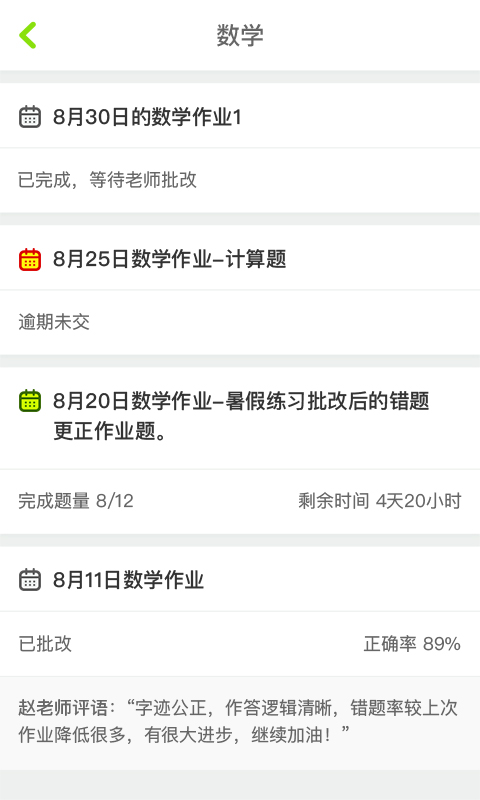 数学
8月30日的数学作业1
已完成，等待老师批改
8月25日数学作业–计算题
逾期未交
8月20日数学作业–暑假练习批改后的错题
更正作业题。
完成题量 8/12 剩余时间 4天20小时
8月11日数学作业
已批改 正确率 89%
赵老师评语：“字迹公正，作答逻辑清晰，错题率较上次
作业降低很多，有很大进步，继续加油！”